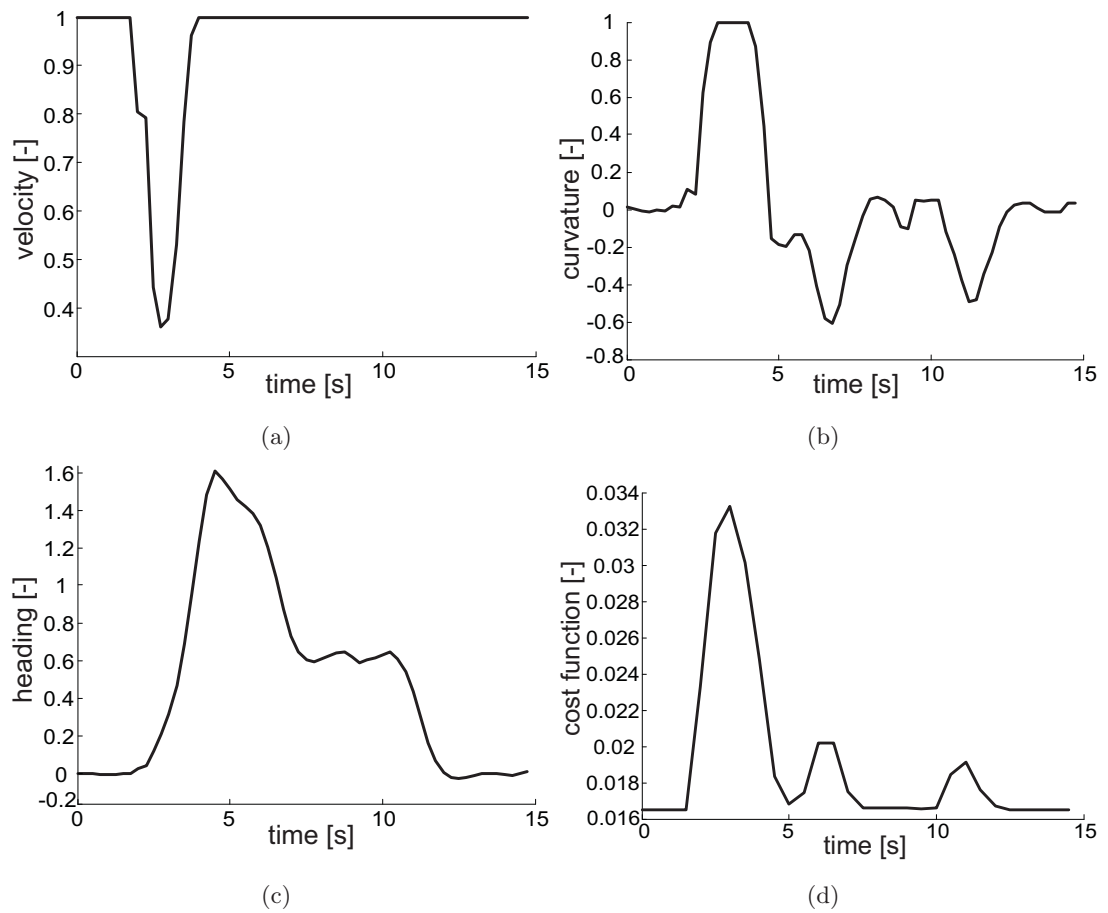 1
0.9
0.8
0.7
0.6
0.5
0.4
velocity [-]
0 5 10 15
time [s]
(a)
1
0.8
0.6
0.4
0.2
0
-0.2
-0.4
-0.6
-0.8
curvature [-]
0 5 10 15
time [s]
(b)
1.6
1.4
1.2
1
0.8
0.6
0.4
0.2
0
-0.2
heading [-]
0 5 10 15
time [s]
(c)
0.034
0.032
0.03
0.028
0.026
0.024
0.022
0.02
0.018
0.016
cost function [-]
0 5 10 15
time [s]
(d)